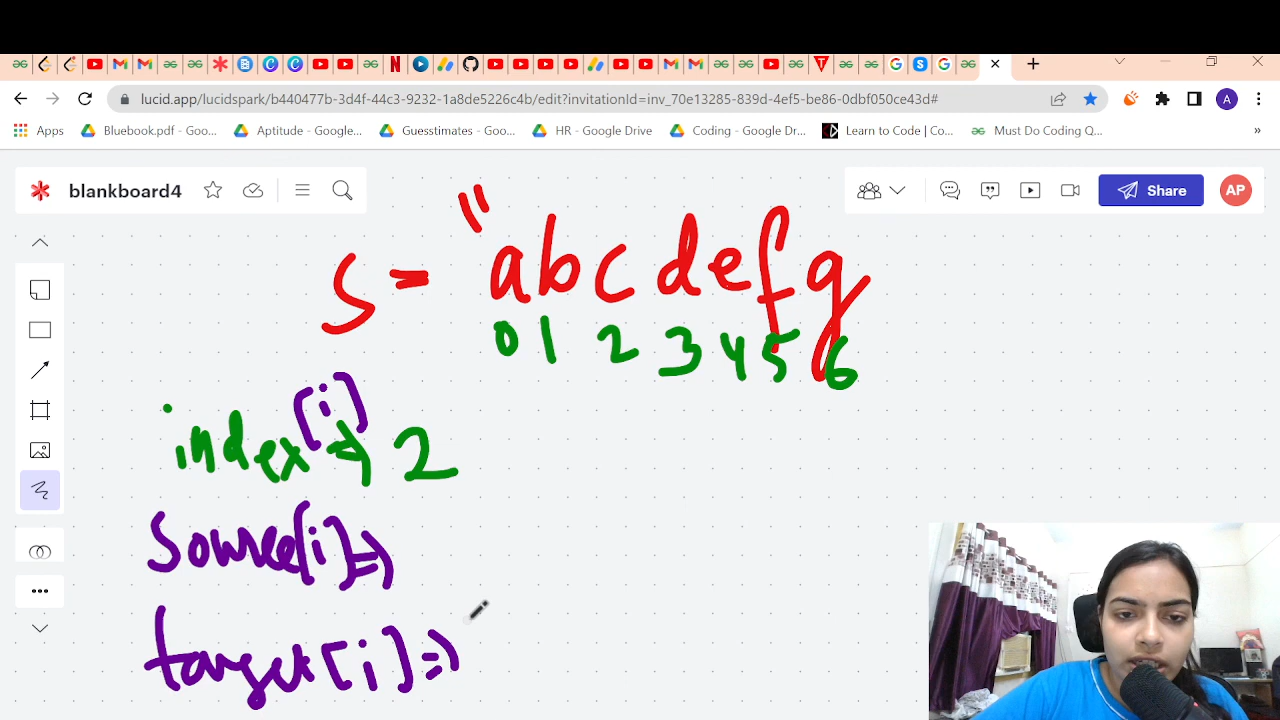 lucid.app/lucidspark/b440477b-3d4f-44c3-9232-1a8de5226c4b/edit?invitationId=inv_70e13285-839d-4ef5-be86-0dbf050ce43d#
A
Apps Bluebook.pdf - Goo... Aptitude - Google... Guesstimates - Goo... HR - Google Drive Coding - Google Dr... Learn to Code | Co... Must Do Coding Q... »
blankboard4 Share AP
S = "abcdefg
0 1 2 3 4 5 6
index[i] => 2
Source[i] =>
target[i] =>